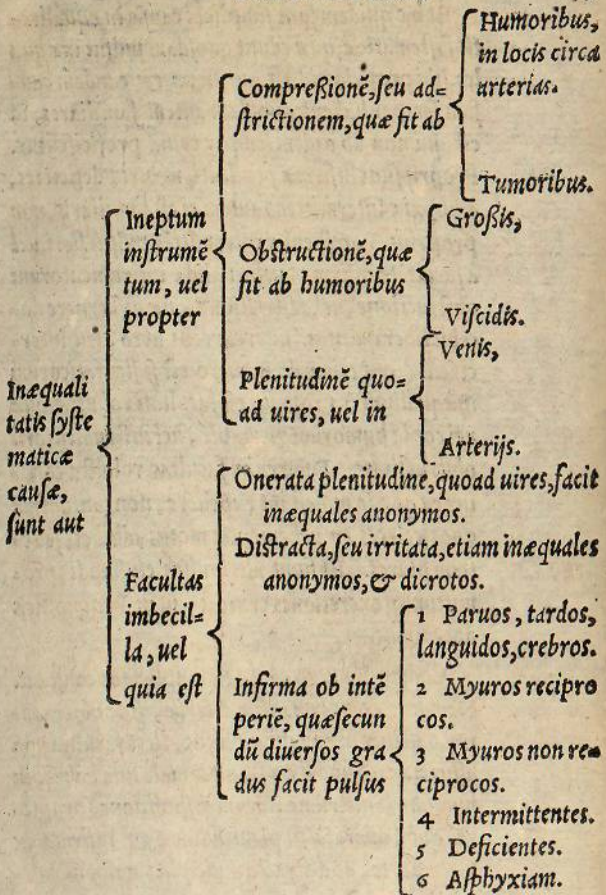 Inæquali
tatis ſyſte
maticæ
cauſæ,
ſunt aut
Ineptum
inſtrumē
tum, uel
propter
Compreßionē, ſeu ad=
ſtrictionem, quæ fit ab
Humoribus,
in locis circa
arterias.
Tumoribus.
Obſtructionē, quæ
fit ab humoribus
Großis,
Viſcidis.
Plenitudinē quo=
ad uires, uel in
Venis,
Arterijs.
Facultas
imbecil=
la, uel
quia eſt
Onerata plenitudine, quoad uires, facit
inæquales anonymos.
Diſtracta, ſeu irritata, etiam inæquales
anonymos, & dicrotos.
Infirma ob intē
periē, quæ ſecun
dū diuerſos gra
dus facit pulſus
1 Paruos, tardos,
languidos, crebros.
2 Myuros recipro
cos.
3 Myuros non re=
ciprocos.
4 Intermittentes.
5 Deficientes.
6 Aſphyxiam.